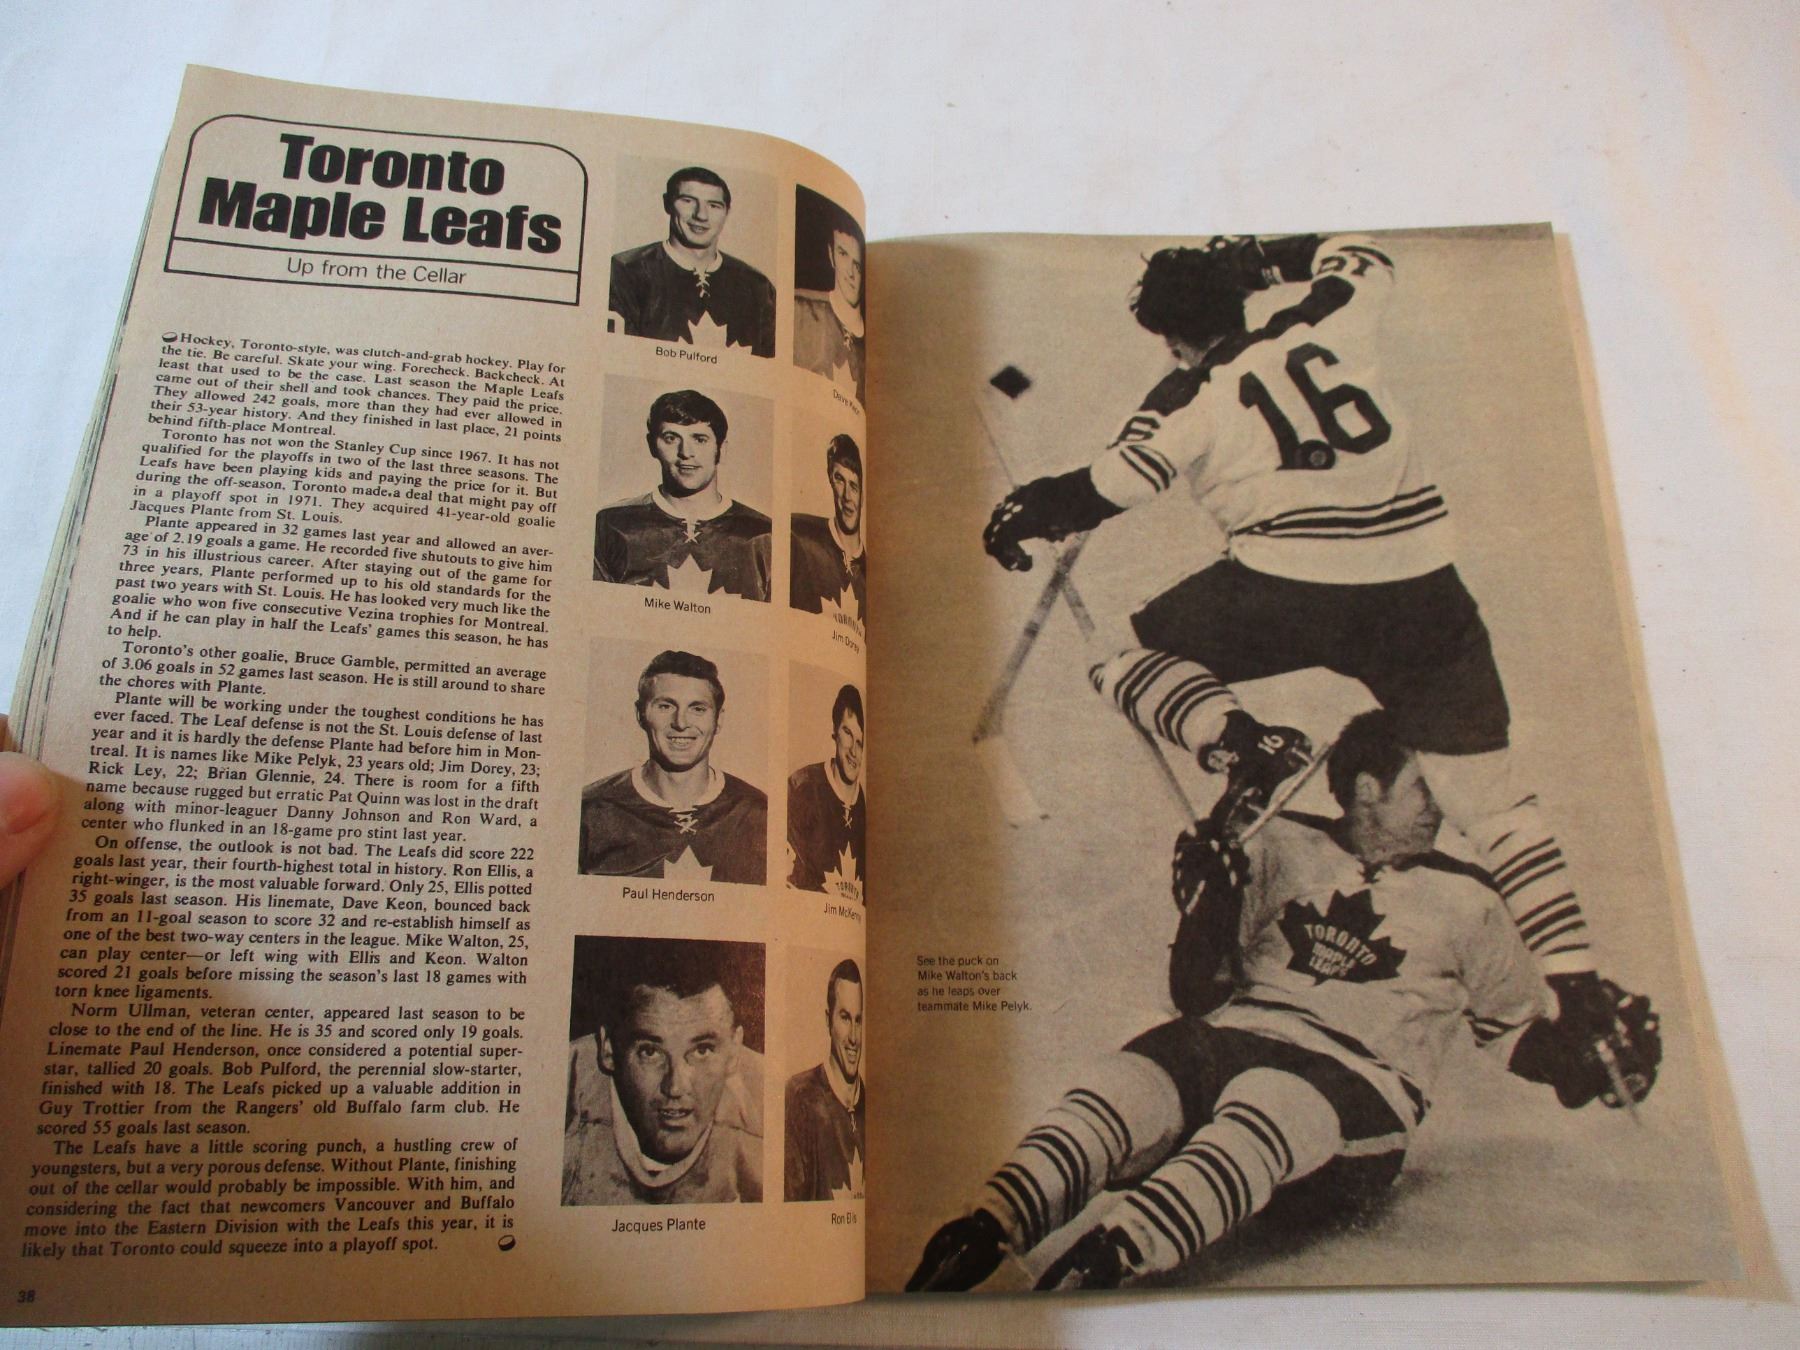 Toronto
Maple Leafs
Up from the Cellar
Hockey, Toronto-style, was clutch-and-grab hockey. Play for
the tie. Be careful. Skate your wing. Forecheck. Backcheck. At
least that used to be the case. Last season the Maple Leafs
came out of their shell and took chances. They paid the price.
They allowed 242 goals, more than they had ever allowed in
their 53-year history. And they finished in last place, 21 points
behind fifth-place Montreal.
Toronto has not won the Stanley Cup since 1967. It has not
qualified for the playoffs in two of the last three seasons. The
Leafs have been playing kids and paying the price for it. But
during the off-season, Toronto made a deal that might pay off
in a playoff spot in 1971. They acquired 41-year-old goalie
Jacques Plante from St. Louis.
Plante appeared in 32 games last year and allowed an aver-
age of 2.19 goals a game. He recorded five shutouts to give him
73 in his illustrious career. After staying out of the game for
three years, Plante performed up to his old standards for the
past two years with St. Louis. He has looked very much like the
goalie who won five consecutive Vezina trophies for Montreal.
And if he can play in half the Leafs' games this season, he has
to help.
Toronto's other goalie, Bruce Gamble, permitted an average
of 3.06 goals in 52 games last season. He is still around to share
the chores with Plante.
Plante will be working under the toughest conditions he has
ever faced. The Leaf defense is not the St. Louis defense of last
year and it is hardly the defense Plante had before him in Mon-
treal. It is names like Mike Pelyk, 23 years old; Jim Dorey, 23;
Rick Ley, 22; Brian Glennie, 24. There is room for a fifth
name because rugged but erratic Pat Quinn was lost in the draft
along with minor-leaguer Danny Johnson and Ron Ward, a
center who flunked in an 18-game pro stint last year.
On offense, the outlook is not bad. The Leafs did score 222
goals last year, their fourth-highest total in history. Ron Ellis, a
right-winger, is the most valuable forward. Only 25, Ellis potted
35 goals last season. His linemate, Dave Keon, bounced back
from an 11-goal season to score 32 and re-establish himself as
one of the best two-way centers in the league. Mike Walton, 25,
can play center—or left wing with Ellis and Keon. Walton
scored 21 goals before missing the season's last 18 games with
torn knee ligaments.
Norm Ullman, veteran center, appeared last season to be
close to the end of the line. He is 35 and scored only 19 goals.
Linemate Paul Henderson, once considered a potential super-
star, tallied 20 goals. Bob Pulford, the perennial slow-starter,
finished with 18. The Leafs picked up a valuable addition in
Guy Trottier from the Rangers' old Buffalo farm club. He
scored 55 goals last season.
The Leafs have a little scoring punch, a hustling crew of
youngsters, but a very porous defense. Without Plante, finishing
out of the cellar would probably be impossible. With him, and
considering the fact that newcomers Vancouver and Buffalo
move into the Eastern Division with the Leafs this year, it is
likely that Toronto could squeeze into a playoff spot.
38
Bob Pulford
Dave Keon
Mike Walton
TORONTO
Jim Dorey
Paul Henderson
TORONTO
Jim McKenny
Jacques Plante
Ron Ellis
16
16
16
TORONTO
MAPLE
LEAFS
See the puck on
Mike Walton's back
as he leaps over
teammate Mike Pelyk.